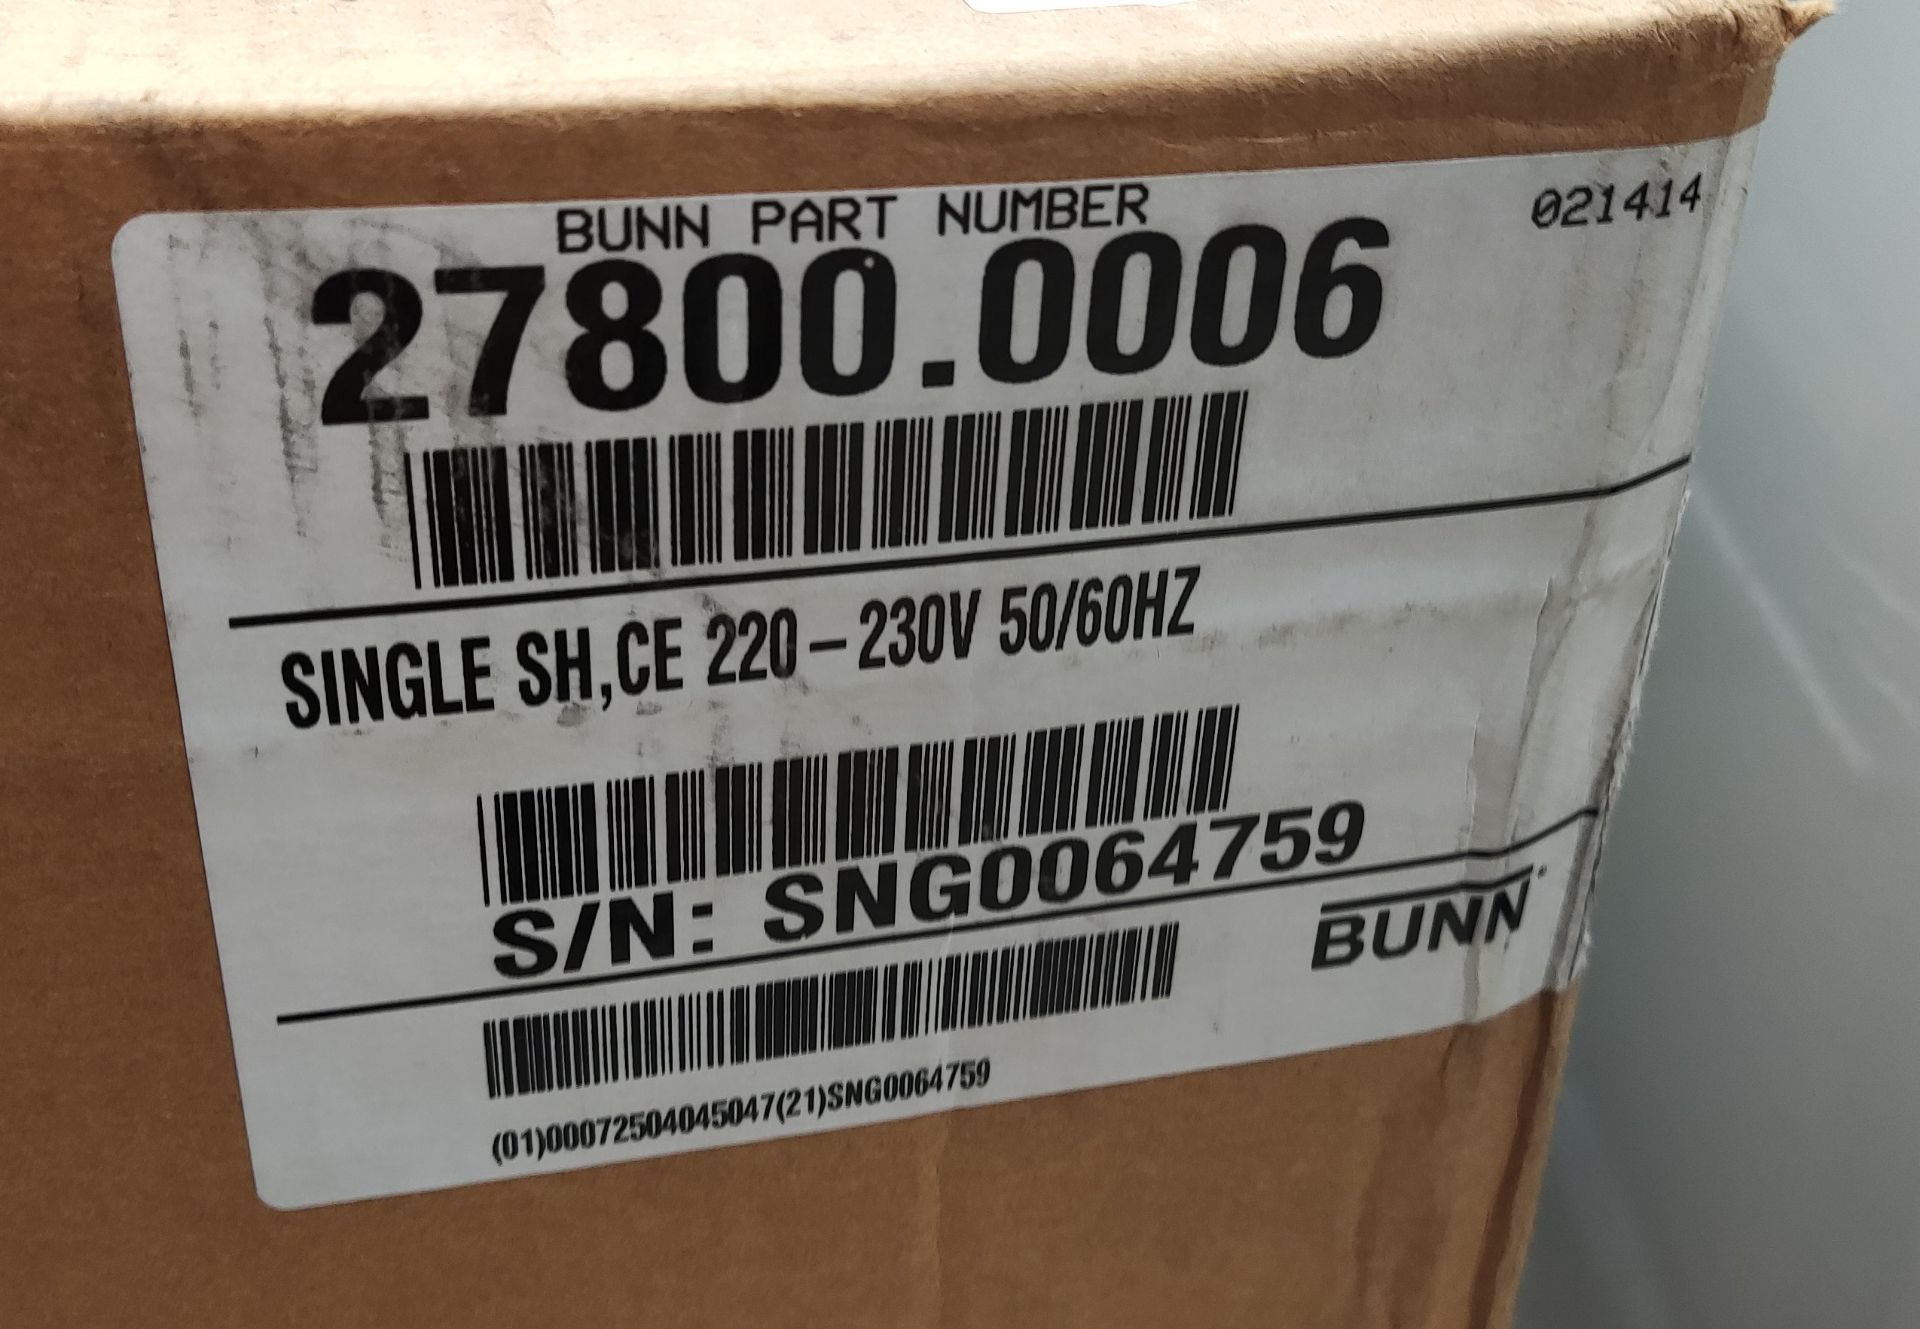 BUNN PART NUMBER
021414
27800.0006
SINGLE SH,CE 220-230V 50/60HZ
S/N: SNG0064759
BUNN
(01)00072504045047(21)SNG0064759